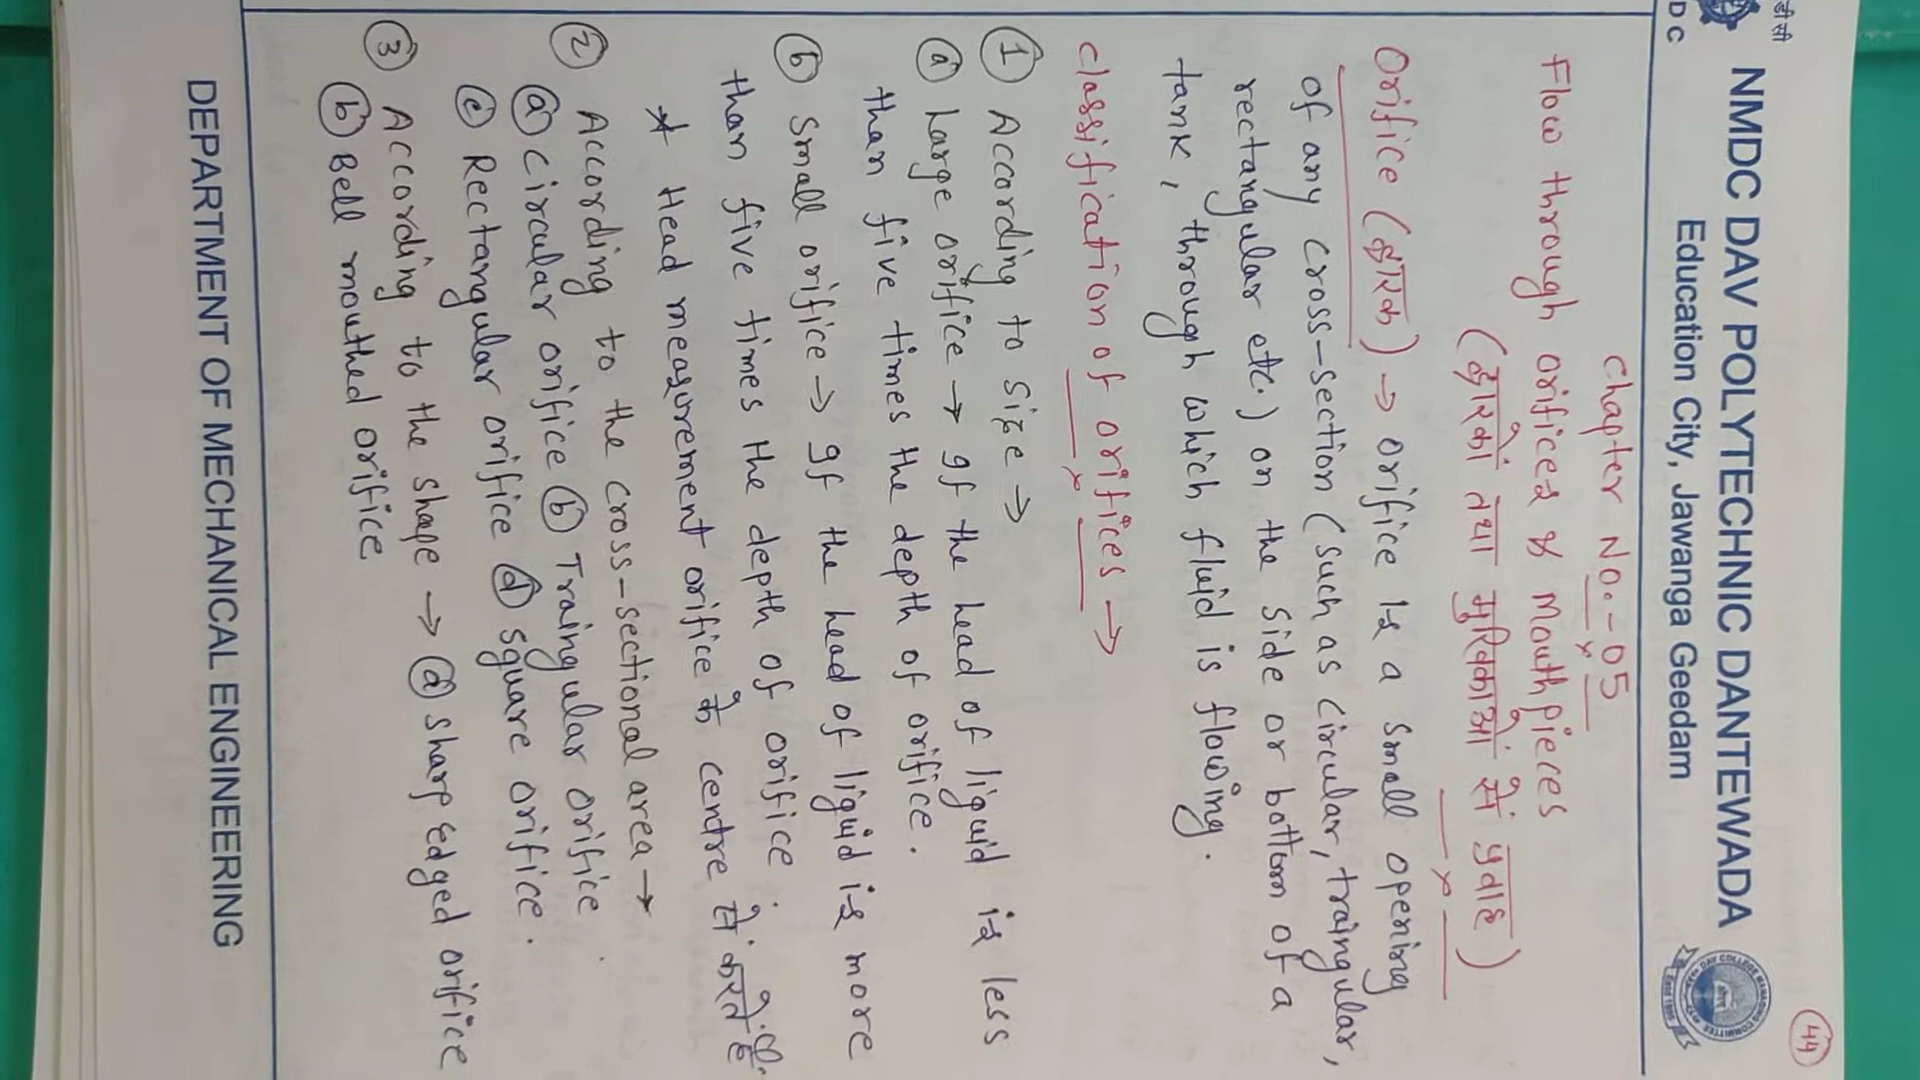 44
डीसी
DC
NMDC DAV POLYTECHNIC DANTEWADA
Education City, Jawanga Geedam
Chapter No.-05
Flow through orifices & Mouthpieces
(द्वारको तथा मुखिकाओं में प्रवाह)
Orifice (द्वारक) → orifice is a small opening
of any cross-section (such as circular, traingular,
rectangular etc.) on the side or bottom of a
tank, through which fluid is flowing.
classification of orifices →
① According to size →
ⓐ Large orifice → If the head of liquid is less
than five times the depth of orifice.
ⓑ Small orifice → If the head of liquid is more
than five times the depth of orifice.
* Head measurement orifice के centre से करते है.
② According to the cross-sectional area →
ⓐ Circular orifice ⓑ Traingular orifice
ⓒ Rectangular orifice ⓓ square orifice.
③ According to the shape → ⓐ sharp edged orifice
ⓑ Bell mouthed orifice
DEPARTMENT OF MECHANICAL ENGINEERING